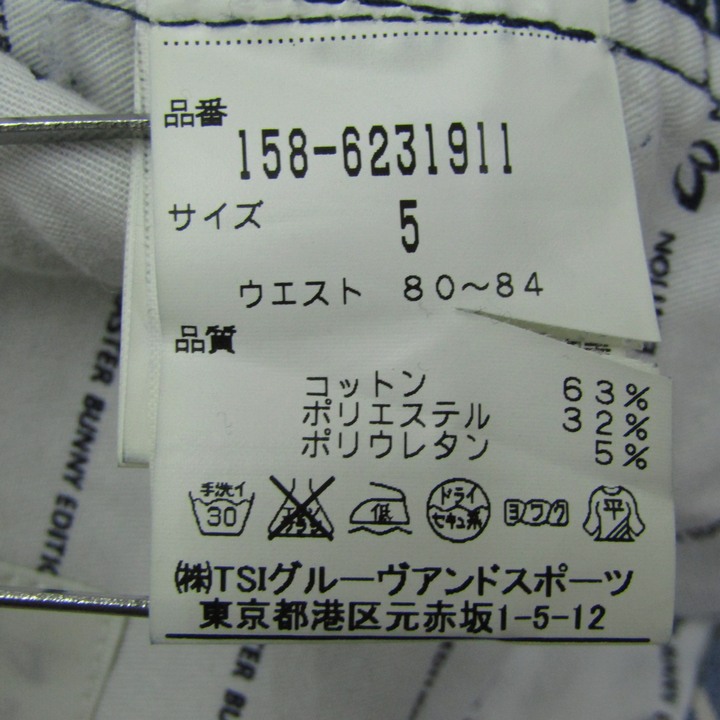 品番
158-6231911
サイズ 5
ウエスト 80～84
品質
コットン 63%
ポリエステル 32%
ポリウレタン 5%
手洗イ 30 低 ドライ セキユ系 ヨワク 平
㈱TSIグルーヴアンドスポーツ
東京都港区元赤坂1-5-12
STER BUNNY EDIT